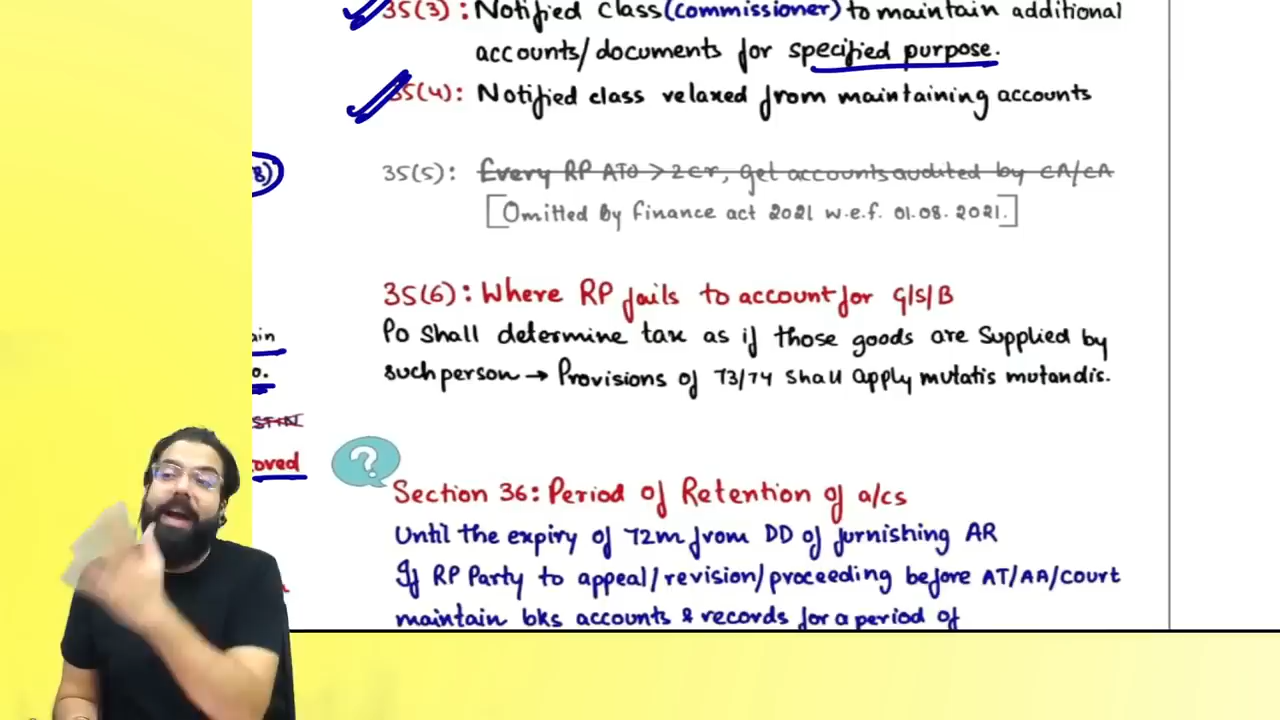 35(3) : Notified class (commissioner) to maintain additional
accounts/documents for specified purpose.
35(4): Notified class relaxed from maintaining accounts
35(5): Every RP ATO > 2cr, get accounts audited by CA/CA
[Omitted by finance act 2021 w.e.f. 01.08.2021.]
35(6): Where RP fails to account for G/S/B
PO shall determine tax as if those goods are supplied by
such person → Provisions of 73/74 shall apply mutatis mutandis.
?
Section 36: Period of Retention of a/cs
Until the expiry of 72m from DD of furnishing AR
If RP Party to appeal/revision/proceeding before AT/AA/court
maintain bks accounts & records for a period of
8)
ain
o.
STIN
oved